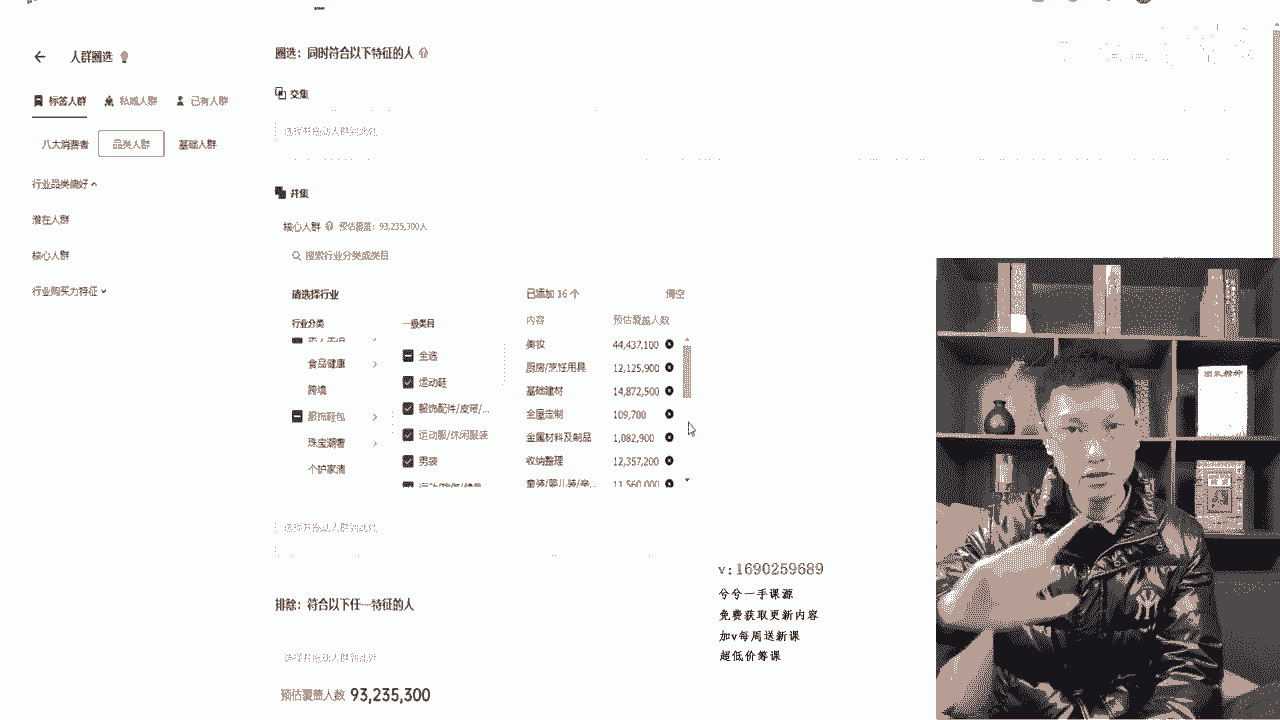 人群圈选
标签人群 私域人群 已有人群
八大消费者 品类人群 基础人群
行业品类偏好
潜在人群
核心人群
行业购买力特征
圈选：同时符合以下特征的人
交集
选择并拖动人群到此处
并集
核心人群 预估覆盖：93,235,300人
搜索行业分类或类目
请选择行业
已添加 16 个 清空
行业分类 一级类目
内容 预估覆盖人数
食品健康
跨境
服饰鞋包
珠宝潮奢
个护家清
全选
运动鞋
服饰配件/皮带/...
运动服/休闲服装
男装
美妆 44,437,100
厨房/烹饪用具 12,125,900
基础建材 14,872,500
全屋定制 109,700
金属材料及制品 1,082,900
收纳整理 12,357,200
童装/婴儿装/亲... 11,560,000
选择并拖动人群到此处
排除：符合以下任一特征的人
选择并拖动人群到此处
预估覆盖人数 93,235,300
v:1690259689
兮兮一手课源
免费获取更新内容
加v每周送新课
超低价筹课